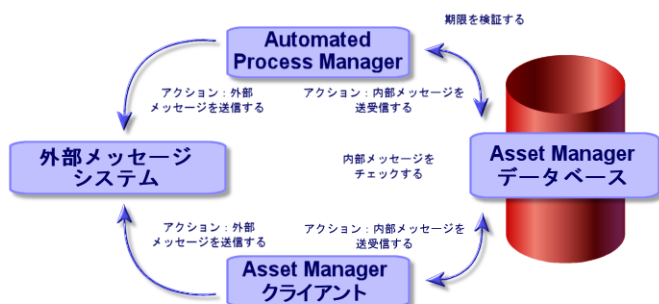 期限を検証する
Automated
Process Manager
アクション：外部
メッセージを送信する
アクション：内部メッセージを
送受信する
外部メッセージ
システム
内部メッセージを
チェックする
Asset Manager
データベース
アクション：外部
メッセージを送信する
アクション：内部メッセージを
送受信する
Asset Manager
クライアント